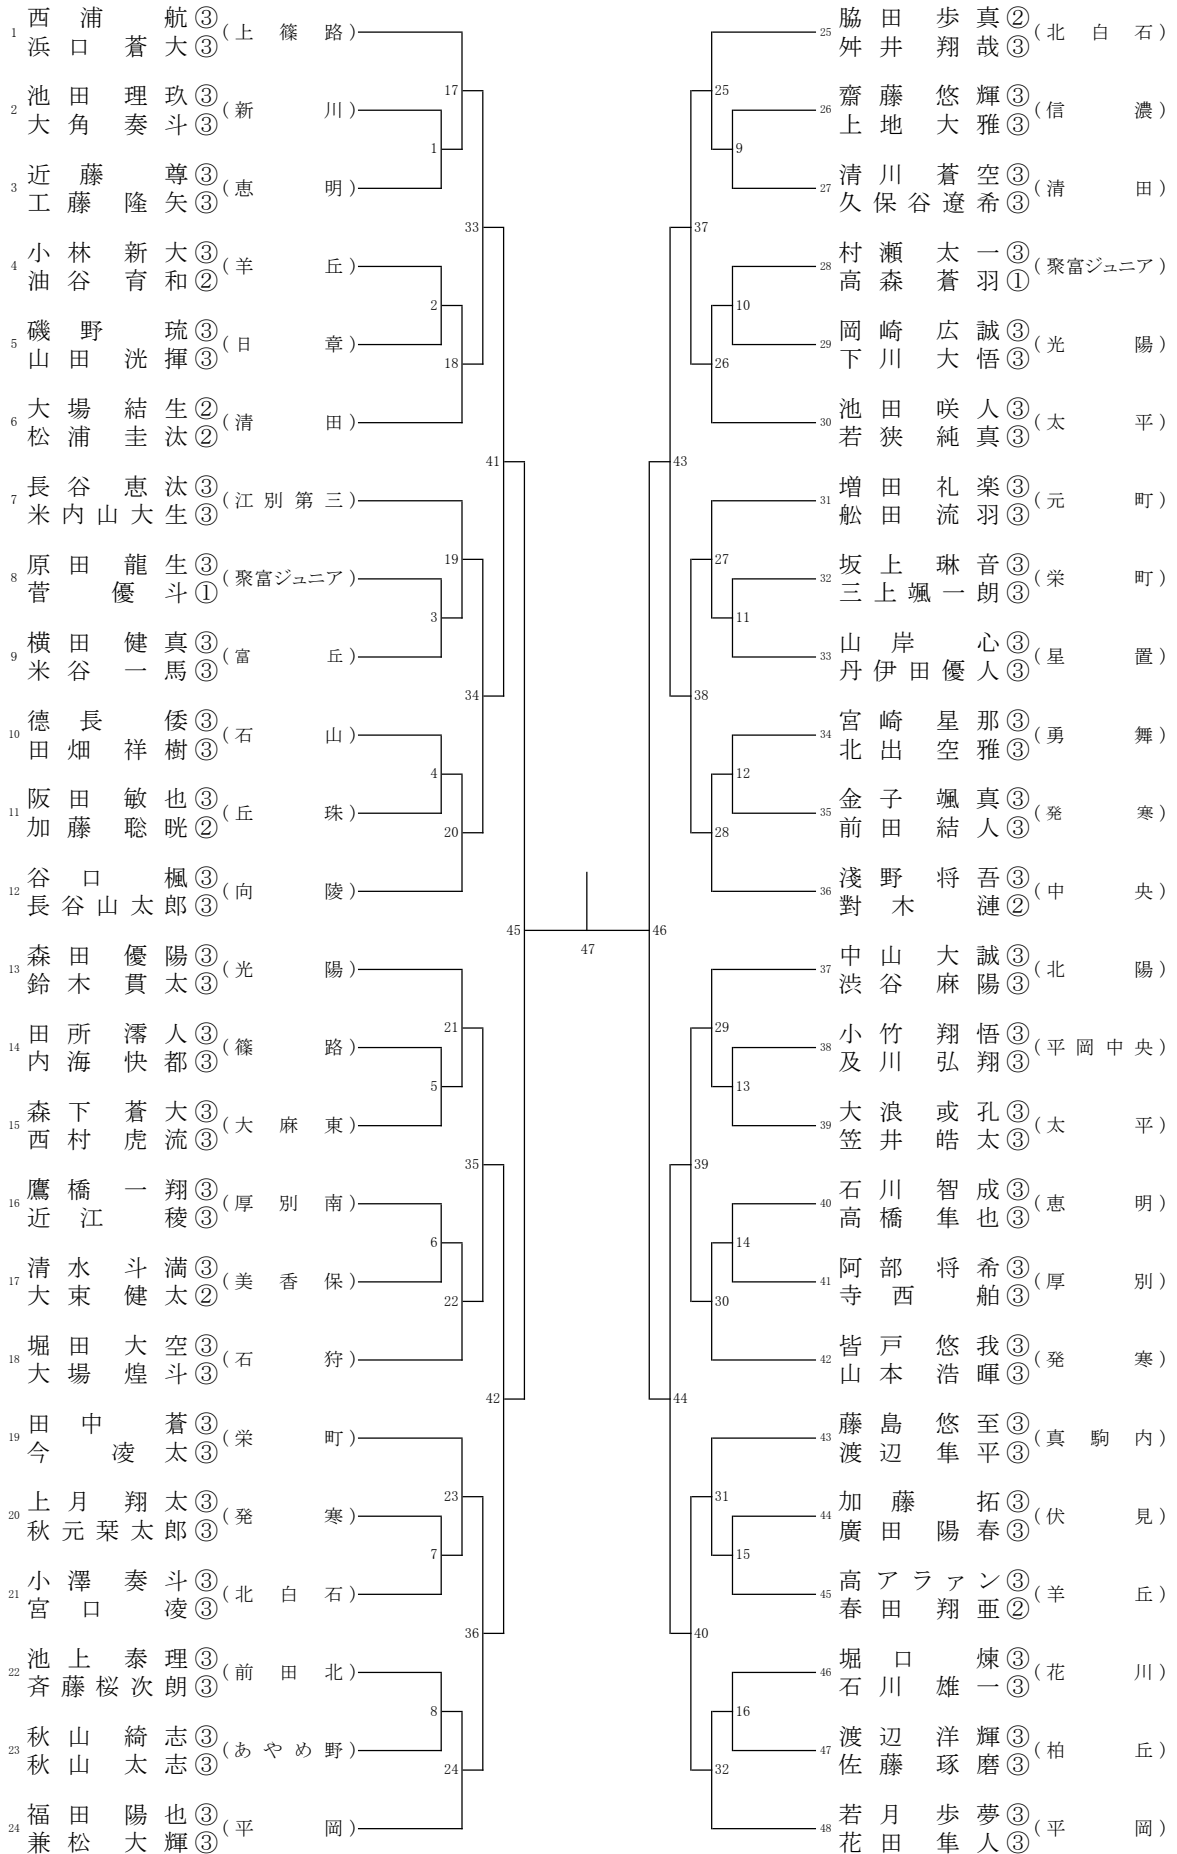 1 西浦航③ (上篠路)
浜口蒼大③
2 池田理玖③ (新川)
大角奏斗③
3 近藤尊③ (恵明)
工藤隆矢③
4 小林新大③ (羊丘)
油谷育和②
5 磯野琉③ (日章)
山田洸揮③
6 大場結生② (清田)
松浦圭汰②
7 長谷恵汰③ (江別第三)
米内山大生③
8 原田龍生③ (聚富ジュニア)
菅優斗①
9 横田健真③ (富丘)
米谷一馬③
10 德長倭③ (石山)
田畑祥樹③
11 阪田敏也③ (丘珠)
加藤聡晄②
12 谷口楓③ (向陵)
長谷山太郎③
13 森田優陽③ (光陽)
鈴木貫太③
14 田所澪人③ (篠路)
内海快都③
15 森下蒼大③ (大麻東)
西村虎流③
16 鷹橋一翔③ (厚別南)
近江稜③
17 清水斗満③ (美香保)
大東健太②
18 堀田大空③ (石狩)
大場煌斗③
19 田中蒼③ (栄町)
今凌太③
20 上月翔太③ (発寒)
秋元栞太郎③
21 小澤奏斗③ (北白石)
宮口凌③
22 池上泰理③ (前田北)
斉藤桜次朗③
23 秋山綺志③ (あやめ野)
秋山太志③
24 福田陽也③ (平岡)
兼松大輝③
17
1
33
2
18
41
19
3
34
4
20
45
21
5
35
6
22
42
23
7
36
8
24
47
25
9
37
10
26
43
27
11
38
12
28
46
29
13
39
14
30
44
31
15
40
16
32
25 脇田歩真② (北白石)
舛井翔哉③
26 齋藤悠輝③ (信濃)
上地大雅③
27 清川蒼空③ (清田)
久保谷遼希③
28 村瀬太一③ (聚富ジュニア)
高森蒼羽①
29 岡崎広誠③ (光陽)
下川大悟③
30 池田咲人③ (太平)
若狭純真③
31 増田礼楽③ (元町)
舩田流羽③
32 坂上琳音③ (栄町)
三上颯一朗③
33 山岸心③ (星置)
丹伊田優人③
34 宮崎星那③ (勇舞)
北出空雅③
35 金子颯真③ (発寒)
前田結人③
36 淺野将吾③ (中央)
對木漣②
37 中山大誠③ (北陽)
渋谷麻陽③
38 小竹翔悟③ (平岡中央)
及川弘翔③
39 大浪或孔③ (太平)
笠井皓太③
40 石川智成③ (恵明)
高橋隼也③
41 阿部将希③ (厚別)
寺西舶③
42 皆戸悠我③ (発寒)
山本浩暉③
43 藤島悠至③ (真駒内)
渡辺隼平③
44 加藤拓③ (伏見)
廣田陽春③
45 高アラァン③ (羊丘)
春田翔亜②
46 堀口煉③ (花川)
石川雄一③
47 渡辺洋輝③ (柏丘)
佐藤琢磨③
48 若月歩夢③ (平岡)
花田隼人③